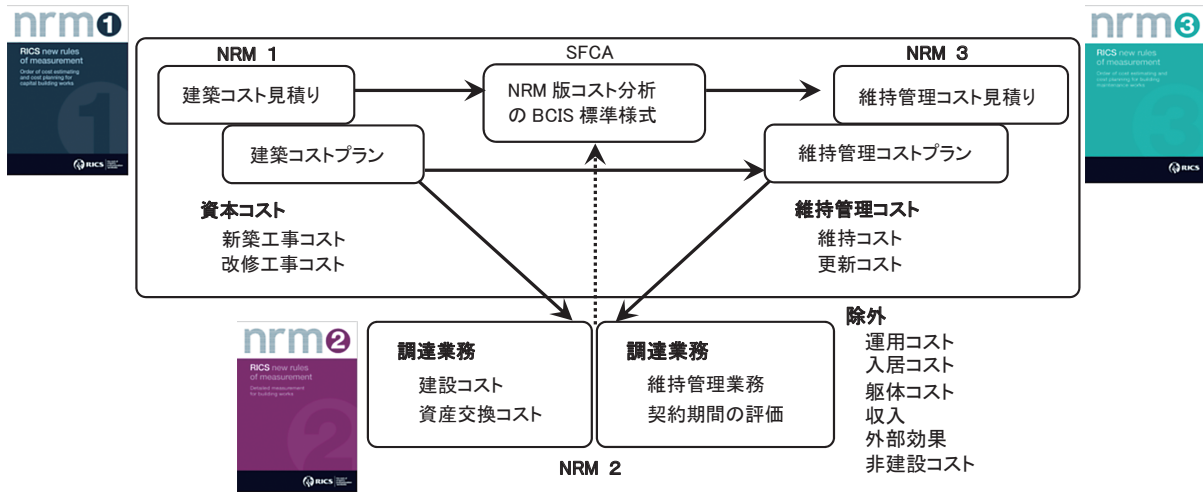 nrm1
RICS new rules
of measurement
Order of cost estimating
and cost planning for
capital building works
1
RICS
NRM 1
建築コスト見積り
建築コストプラン
資本コスト
新築工事コスト
改修工事コスト
SFCA
NRM 版コスト分析
の BCIS 標準様式
NRM 3
維持管理コスト見積り
維持管理コストプラン
維持管理コスト
維持コスト
更新コスト
nrm3
RICS new rules
of measurement
Order of cost estimating and
cost planning for building
maintenance works
3
RICS
nrm2
RICS new rules
of measurement
Detailed measurement
for building works
2
RICS
調達業務
建設コスト
資産交換コスト
調達業務
維持管理業務
契約期間の評価
NRM 2
除外
運用コスト
入居コスト
躯体コスト
収入
外部効果
非建設コスト